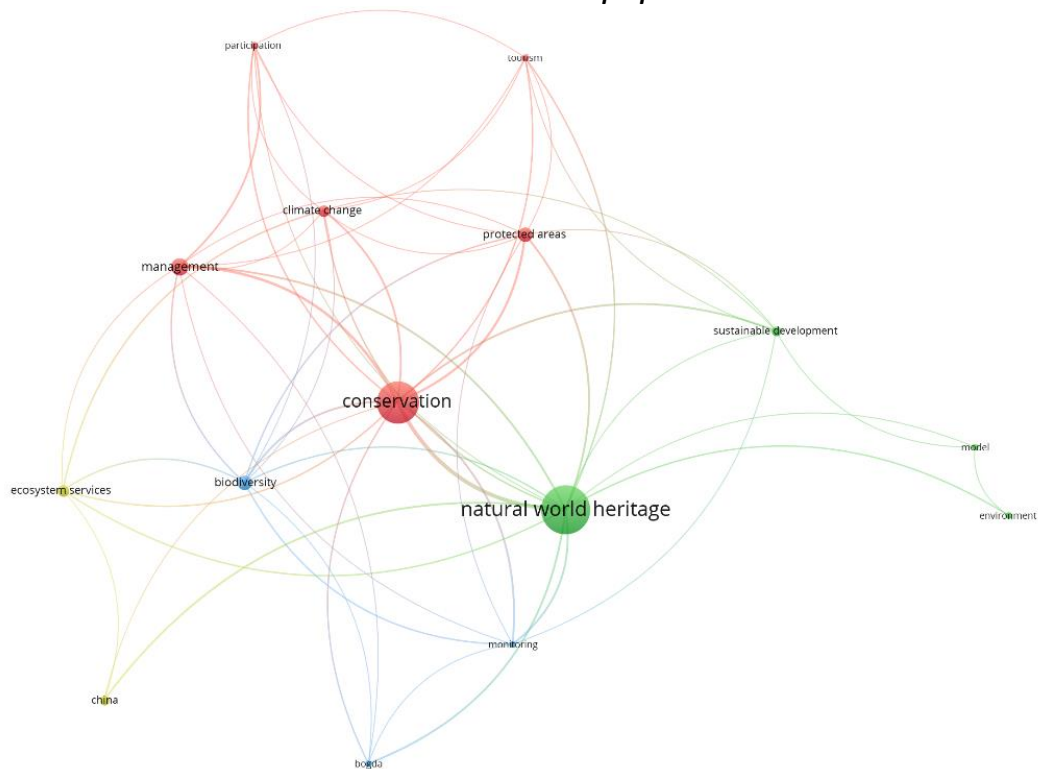 participation
tourism
climate change
protected areas
management
sustainable development
conservation
model
biodiversity
ecosystem services
natural world heritage
environment
monitoring
china
bogda